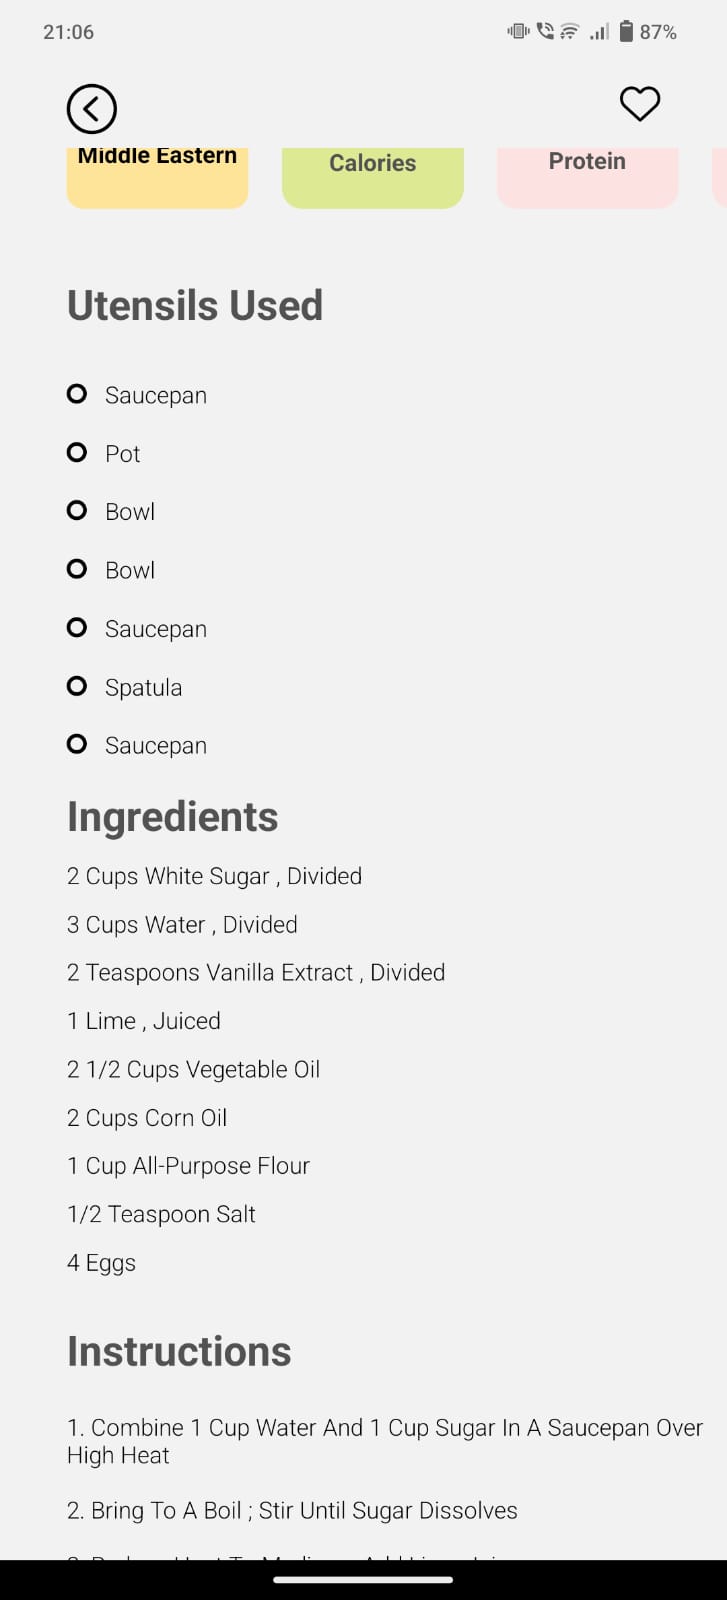 21:06
87%
Middle Eastern
Calories
Protein
Utensils Used
Saucepan
Pot
Bowl
Bowl
Saucepan
Spatula
Saucepan
Ingredients
2 Cups White Sugar , Divided
3 Cups Water , Divided
2 Teaspoons Vanilla Extract , Divided
1 Lime , Juiced
2 1/2 Cups Vegetable Oil
2 Cups Corn Oil
1 Cup All-Purpose Flour
1/2 Teaspoon Salt
4 Eggs
Instructions
1. Combine 1 Cup Water And 1 Cup Sugar In A Saucepan Over
High Heat
2. Bring To A Boil ; Stir Until Sugar Dissolves